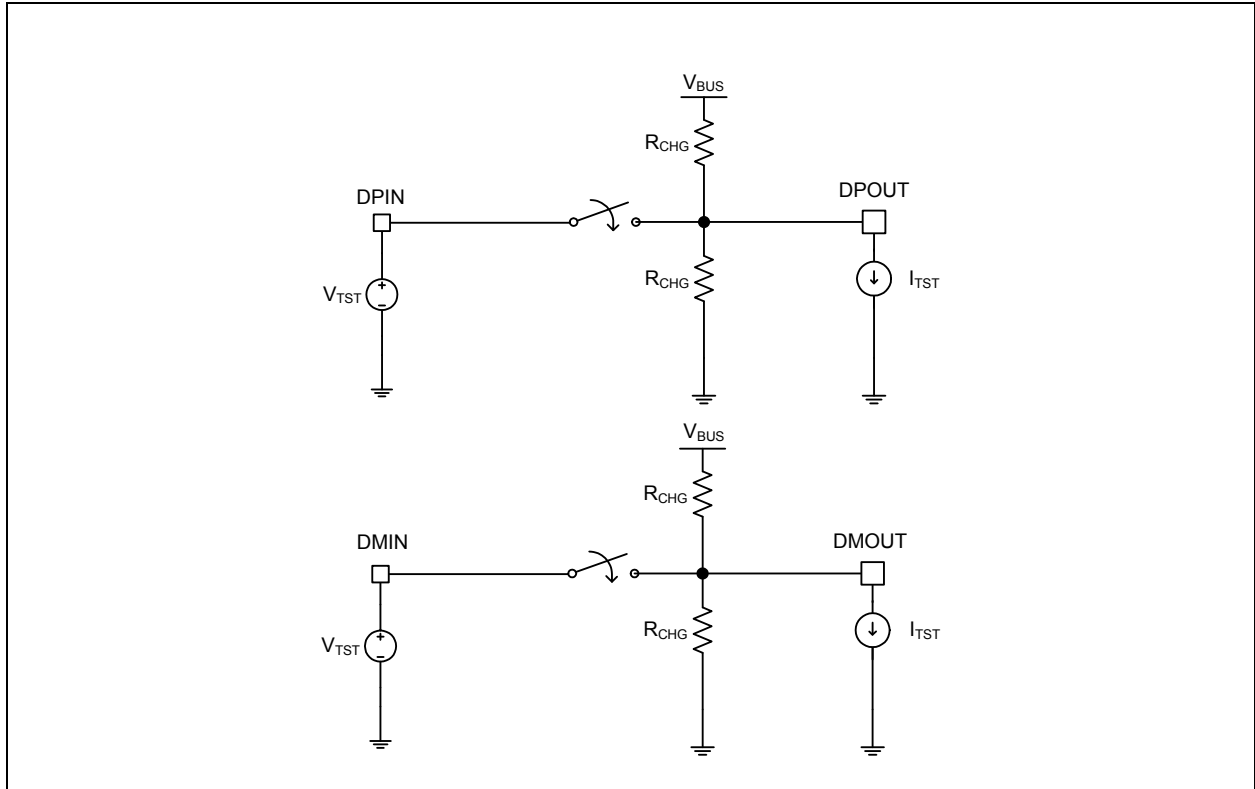 VBUS
RCHG
DPIN
DPOUT
RCHG
VTST
ITST
VBUS
RCHG
DMIN
DMOUT
RCHG
VTST
ITST